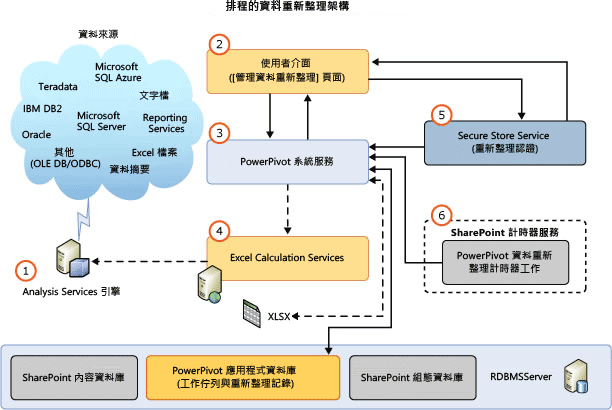 排程的資料重新整理架構
資料來源
Microsoft
SQL Azure
Teradata
文字檔
IBM DB2
Microsoft
SQL Server
Reporting
Services
Oracle
其他
(OLE DB/ODBC)
Excel 檔案
資料摘要
1
Analysis Services 引擎
2
使用者介面
([管理資料重新整理] 頁面)
3
PowerPivot 系統服務
4
Excel Calculation Services
XLSX
5
Secure Store Service
(重新整理認證)
6
SharePoint 計時器服務
PowerPivot 資料重新
整理計時器工作
SharePoint 內容資料庫
PowerPivot 應用程式資料庫
(工作佇列與重新整理記錄)
SharePoint 組態資料庫
RDBMSServer